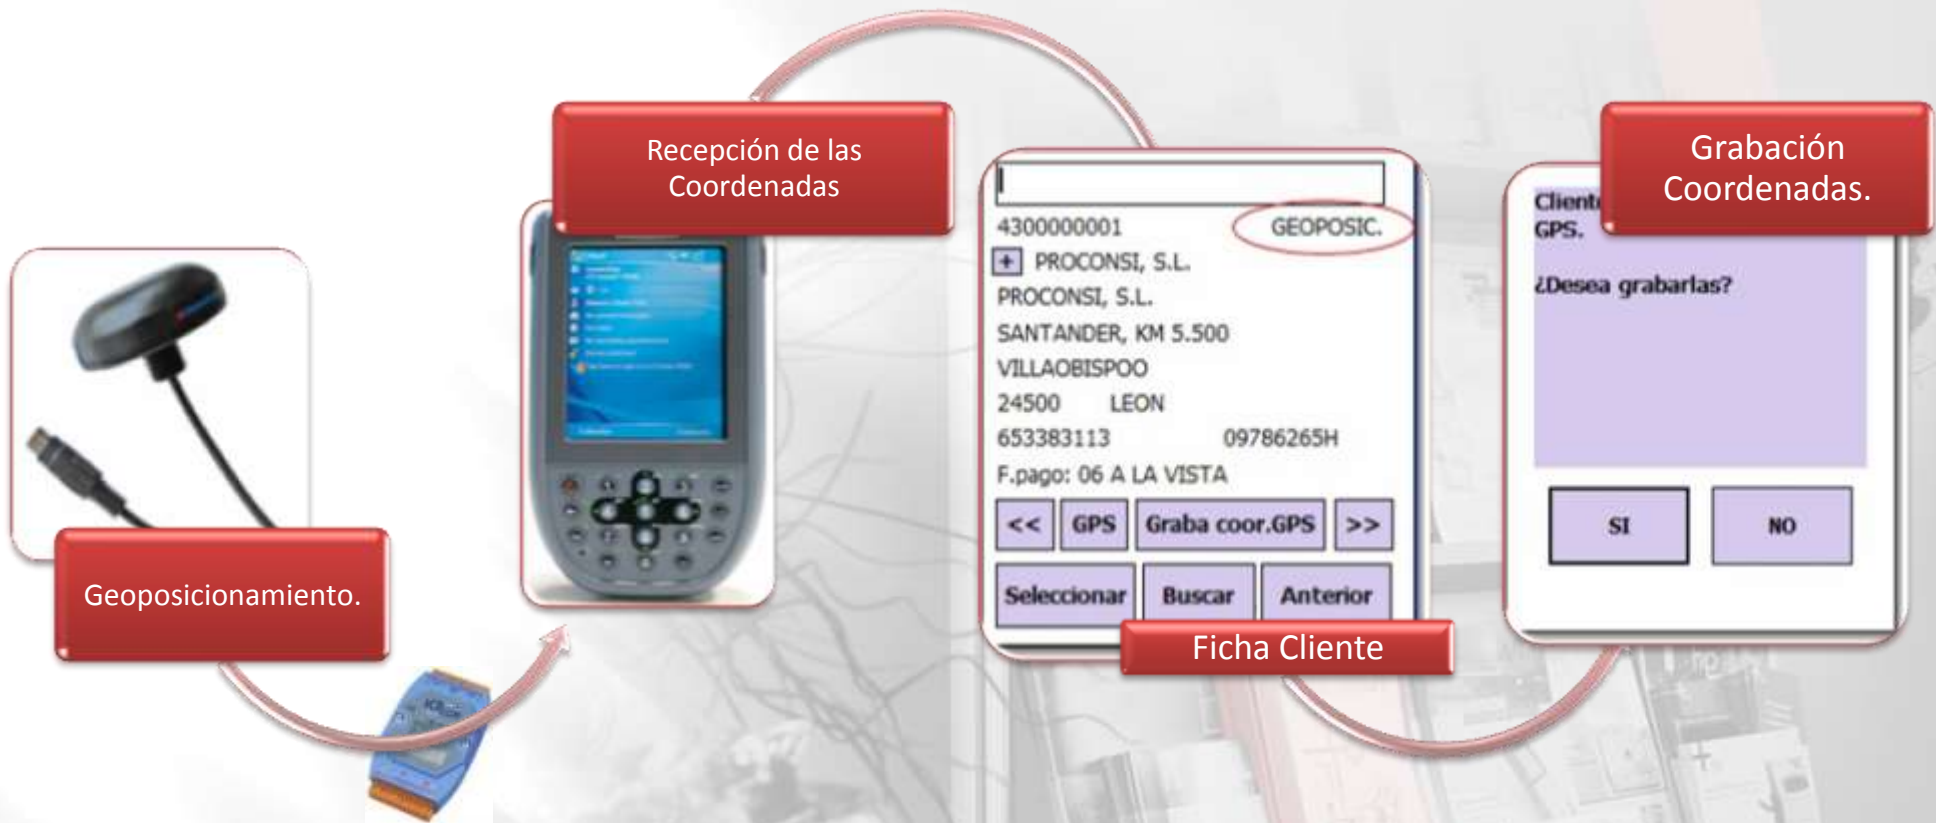 Geoposicionamiento.
Recepción de las
Coordenadas
4300000001 GEOPOSIC.
+ PROCONSI, S.L.
PROCONSI, S.L.
SANTANDER, KM 5.500
VILLAOBISPOO
24500 LEON
653383113 09786265H
F.pago: 06 A LA VISTA
<< GPS Graba coor.GPS >>
Seleccionar Buscar Anterior
Ficha Cliente
Grabación
Coordenadas.
GPS.
¿Desea grabarlas?
SI NO